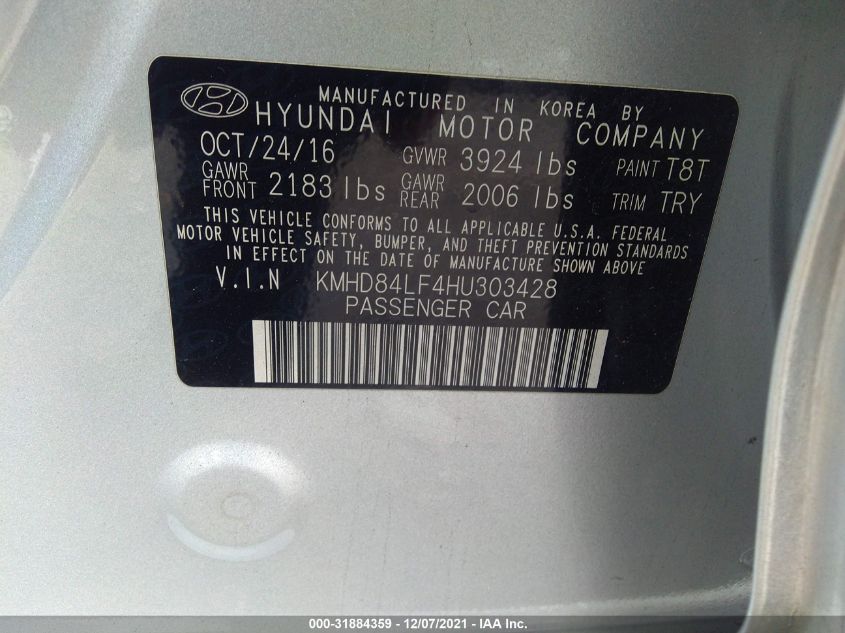 MANUFACTURED IN KOREA BY
HYUNDAI MOTOR COMPANY
OCT/24/16 GVWR 3924 lbs PAINT T8T
GAWR FRONT 2183 lbs GAWR REAR 2006 lbs TRIM TRY
THIS VEHICLE CONFORMS TO ALL APPLICABLE U.S.A. FEDERAL
MOTOR VEHICLE SAFETY, BUMPER, AND THEFT PREVENTION STANDARDS
IN EFFECT ON THE DATE OF MANUFACTURE SHOWN ABOVE
V.I.N KMHD84LF4HU303428
PASSENGER CAR
000-31884359 - 12/07/2021 - IAA Inc.